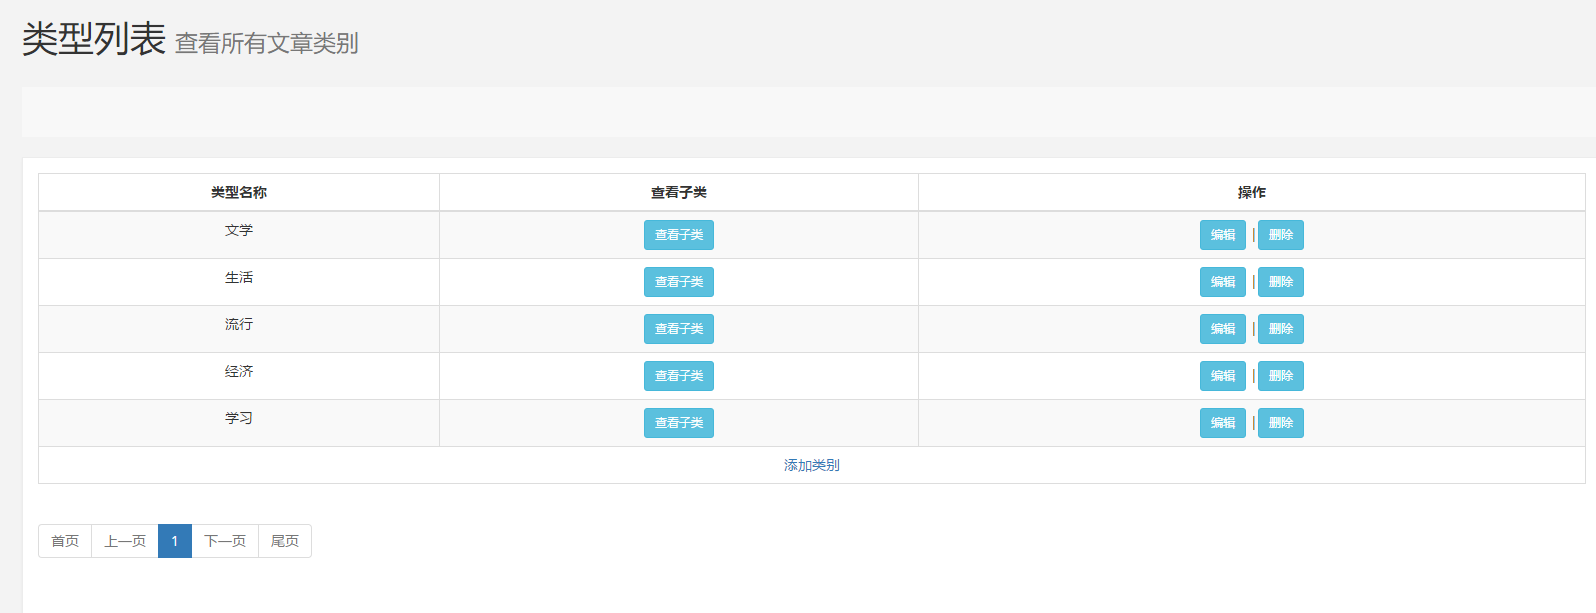 类型列表 查看所有文章类别
类型名称 查看子类 操作
文学 查看子类 编辑 | 删除
生活 查看子类 编辑 | 删除
流行 查看子类 编辑 | 删除
经济 查看子类 编辑 | 删除
学习 查看子类 编辑 | 删除
添加类别
首页 上一页 1 下一页 尾页